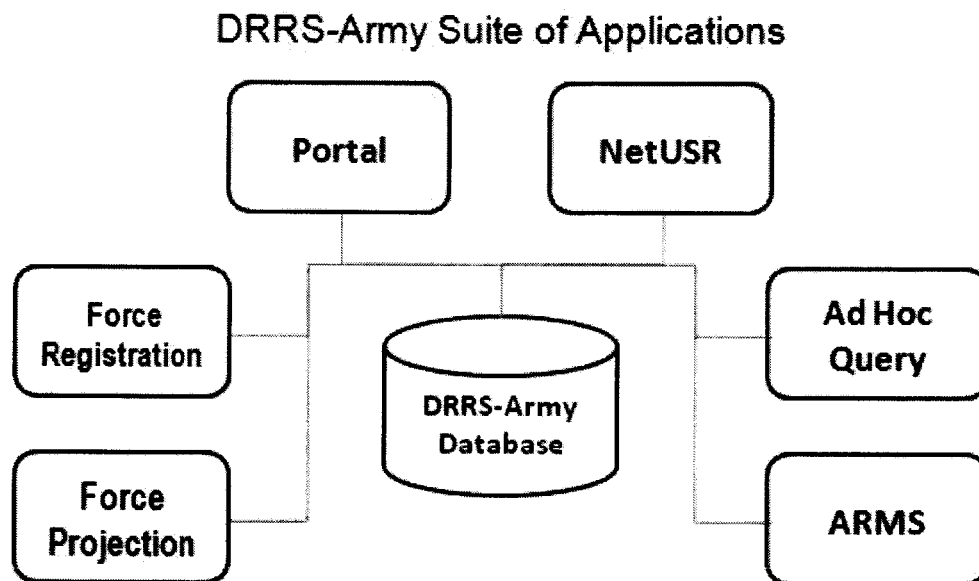 DRRS-Army Suite of Applications
Portal
NetUSR
Force
Registration
Ad Hoc
Query
DRRS-Army
Database
Force
Projection
ARMS